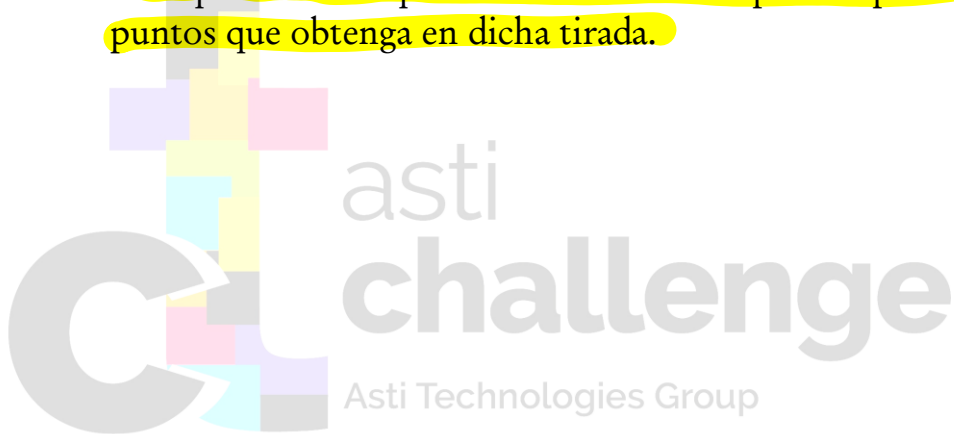 puntos que obtenga en dicha tirada.
asti
challenge
Asti Technologies Group